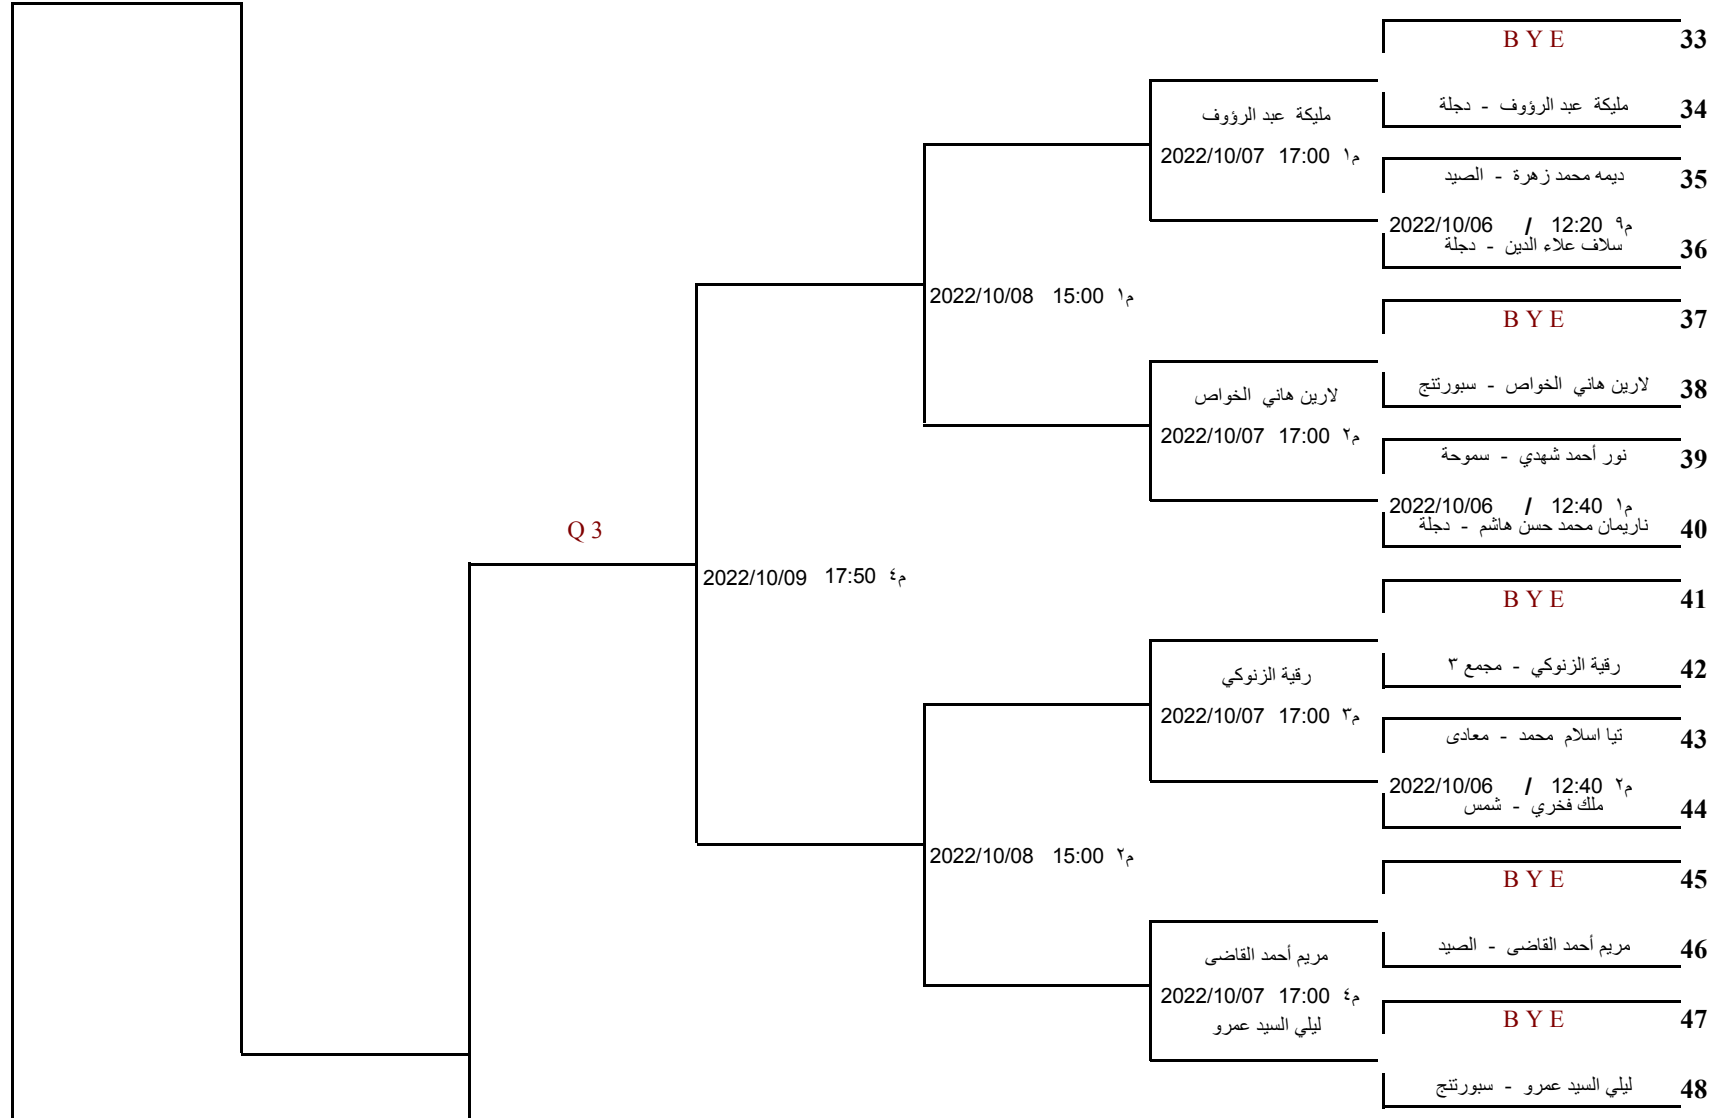 B Y E 33
مليكة عبد الرؤوف - دجلة 34
مليكة عبد الرؤوف
2022/10/07 17:00 م١
ديمه محمد زهرة - الصيد 35
2022/10/06 / 12:20 م٩
سلاف علاء الدين - دجلة 36
2022/10/08 15:00 م١
B Y E 37
لارين هاني الخواص - سبورتنج 38
لارين هاني الخواص
2022/10/07 17:00 م٢
نور أحمد شهدي - سموحة 39
2022/10/06 / 12:40 م١
ناريمان محمد حسن هاشم - دجلة 40
Q 3
2022/10/09 17:50 م٤
B Y E 41
رقية الزنوكي - مجمع ٣ 42
رقية الزنوكي
2022/10/07 17:00 م٣
تيا اسلام محمد - معادى 43
2022/10/06 / 12:40 م٢
ملك فخري - شمس 44
2022/10/08 15:00 م٢
B Y E 45
مريم أحمد القاضى - الصيد 46
مريم أحمد القاضى
2022/10/07 17:00 م٤
ليلي السيد عمرو
B Y E 47
ليلي السيد عمرو - سبورتنج 48